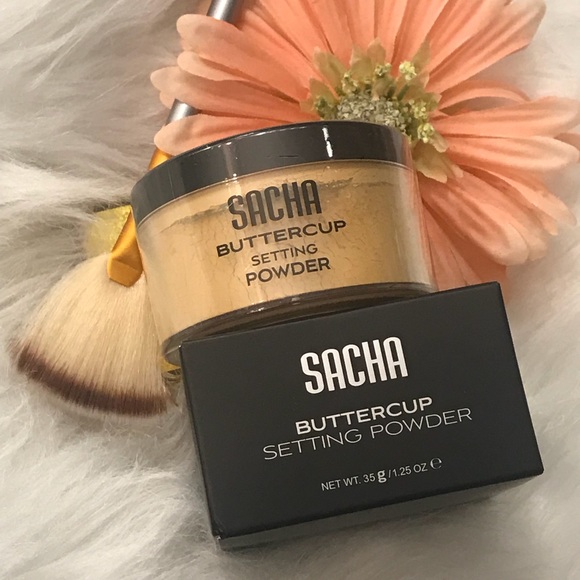 SACHA
BUTTERCUP
SETTING
POWDER
SACHA
BUTTERCUP
SETTING POWDER
NET WT. 35 g / 1.25 OZ ℮